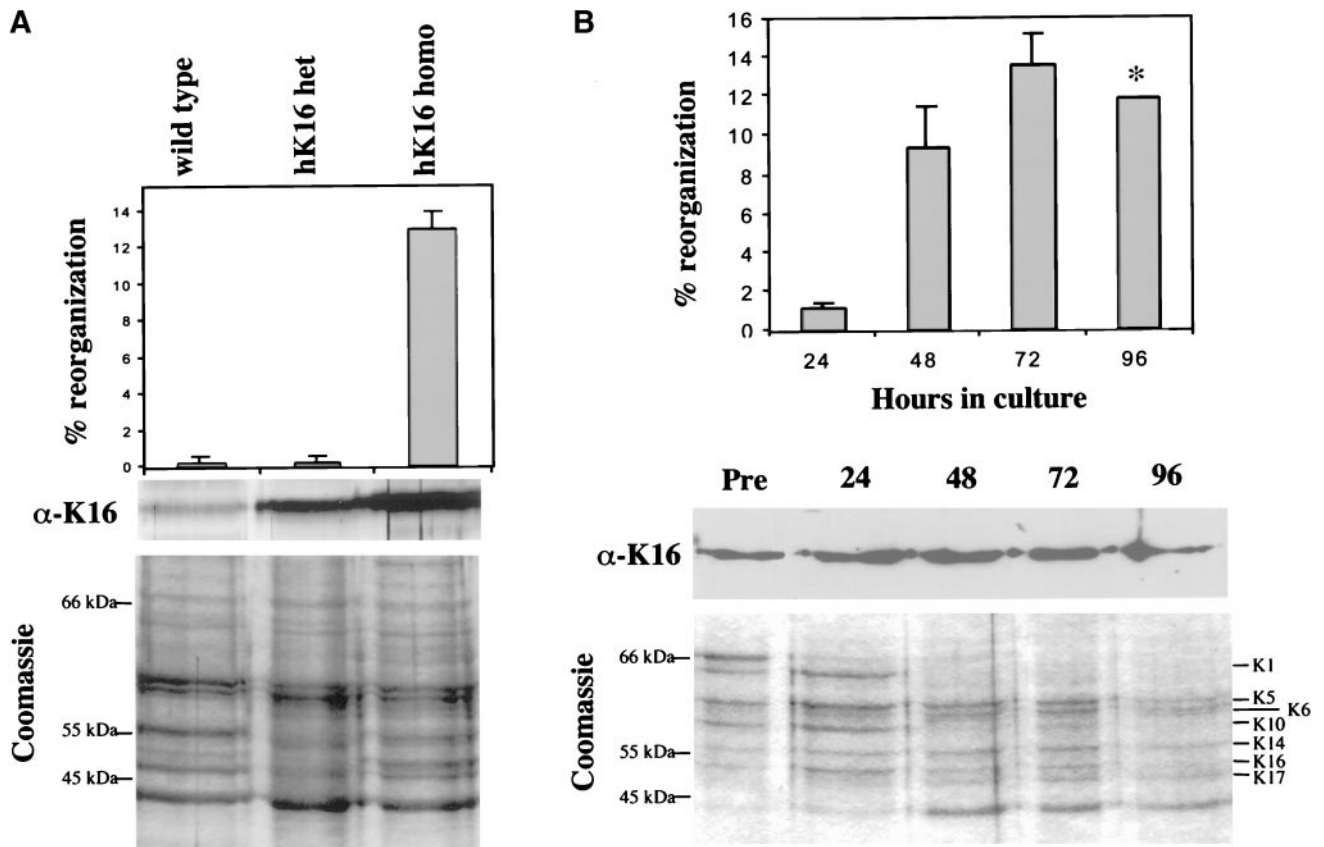 A
wild type
hK16 het
hK16 homo
% reorganization
14
12
10
8
6
4
2
0
α-K16
Coomassie
66 kDa
55 kDa
45 kDa
B
% reorganization
16
14
12
10
8
6
4
2
0
*
24 48 72 96
Hours in culture
Pre 24 48 72 96
α-K16
Coomassie
66 kDa
55 kDa
45 kDa
K1
K5
K6
K10
K14
K16
K17